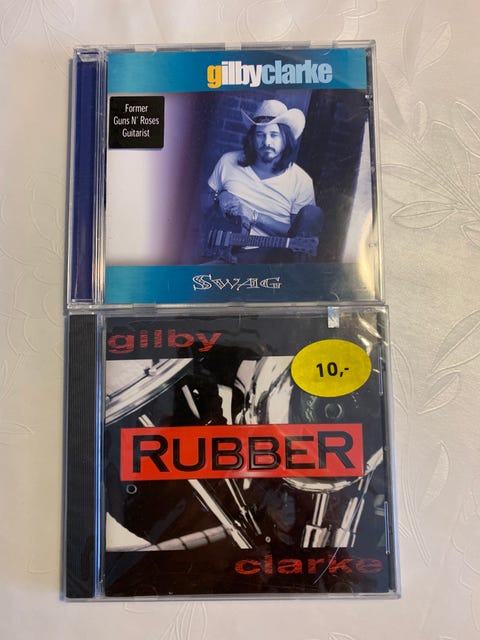 gilbyclarke
Former
Guns N' Roses
Guitarist
SWAG
gilby
10,-
RUBBER
clarke